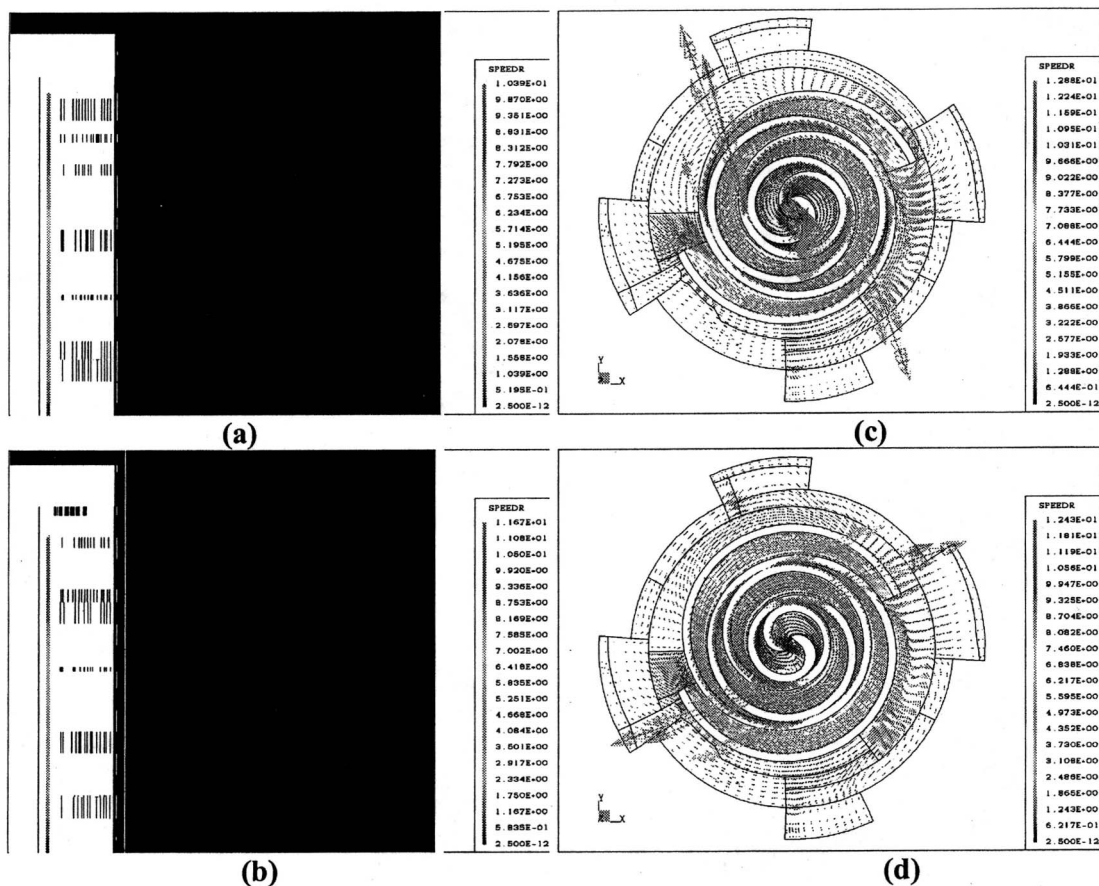 SPEEDR
1.039E+01
9.870E+00
9.351E+00
8.831E+00
8.312E+00
7.792E+00
7.273E+00
6.753E+00
6.234E+00
5.714E+00
5.195E+00
4.675E+00
4.156E+00
3.636E+00
3.117E+00
2.597E+00
2.078E+00
1.558E+00
1.039E+00
5.195E-01
2.500E-12
(a)
Y
Z X
SPEEDR
1.288E+01
1.224E+01
1.159E+01
1.095E+01
1.031E+01
9.666E+00
9.022E+00
8.377E+00
7.733E+00
7.088E+00
6.444E+00
5.799E+00
5.155E+00
4.511E+00
3.866E+00
3.222E+00
2.577E+00
1.933E+00
1.288E+00
6.444E-01
2.500E-12
(c)
SPEEDR
1.167E+01
1.108E+01
1.050E+01
9.920E+00
9.336E+00
8.753E+00
8.169E+00
7.585E+00
7.002E+00
6.418E+00
5.835E+00
5.251E+00
4.668E+00
4.084E+00
3.501E+00
2.917E+00
2.334E+00
1.750E+00
1.167E+00
5.835E-01
2.500E-12
(b)
Y
Z X
SPEEDR
1.243E+01
1.181E+01
1.119E+01
1.056E+01
9.947E+00
9.325E+00
8.704E+00
8.082E+00
7.460E+00
6.838E+00
6.217E+00
5.595E+00
4.973E+00
4.352E+00
3.730E+00
3.108E+00
2.486E+00
1.865E+00
1.243E+00
6.217E-01
2.500E-12
(d)